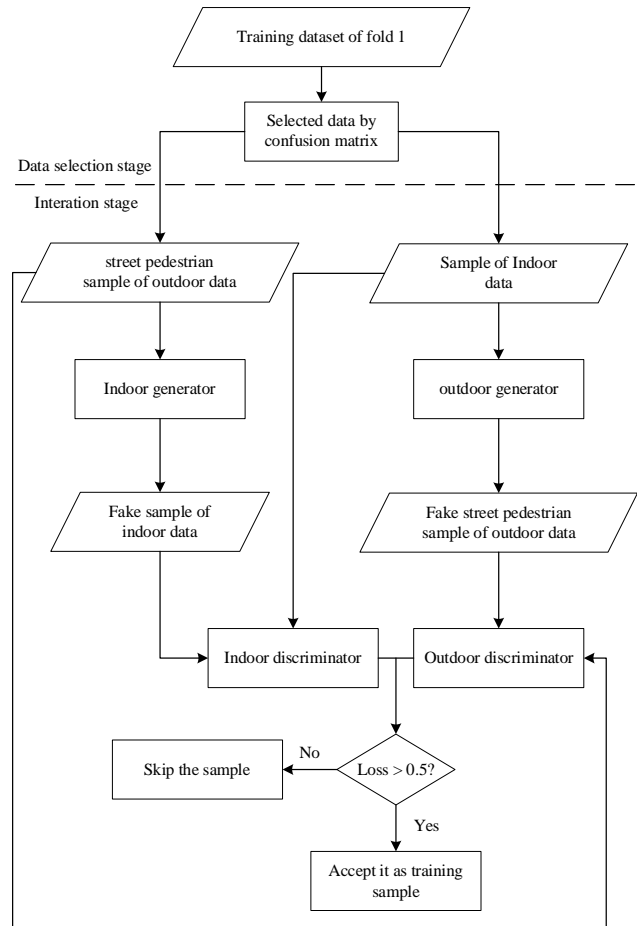 Training dataset of fold 1
Selected data by
confusion matrix
Data selection stage
Interation stage
street pedestrian
sample of outdoor data
Sample of Indoor
data
Indoor generator
outdoor generator
Fake sample of
indoor data
Fake street pedestrian
sample of outdoor data
Indoor discriminator
Outdoor discriminator
Skip the sample
No
Loss > 0.5?
Yes
Accept it as training
sample